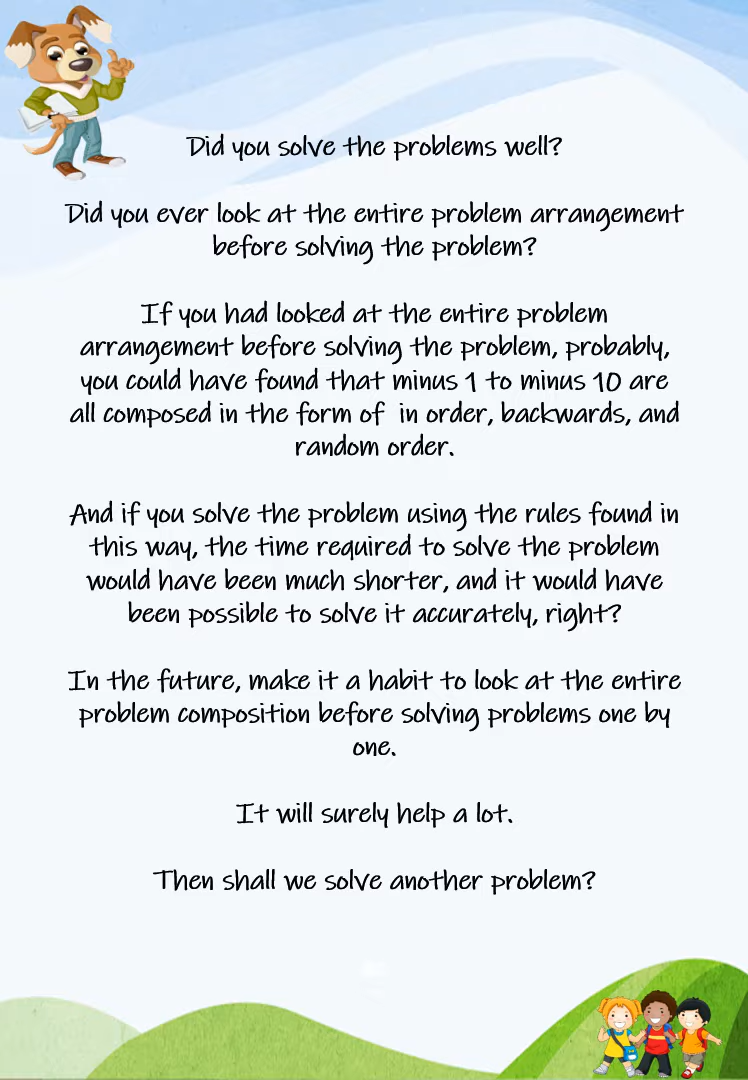 Did you solve the problems well?
Did you ever look at the entire problem arrangement
before solving the problem?
If you had looked at the entire problem
arrangement before solving the problem, probably,
you could have found that minus 1 to minus 10 are
all composed in the form of in order, backwards, and
random order.
And if you solve the problem using the rules found in
this way, the time required to solve the problem
would have been much shorter, and it would have
been possible to solve it accurately, right?
In the future, make it a habit to look at the entire
problem composition before solving problems one by
one.
It will surely help a lot.
Then shall we solve another problem?